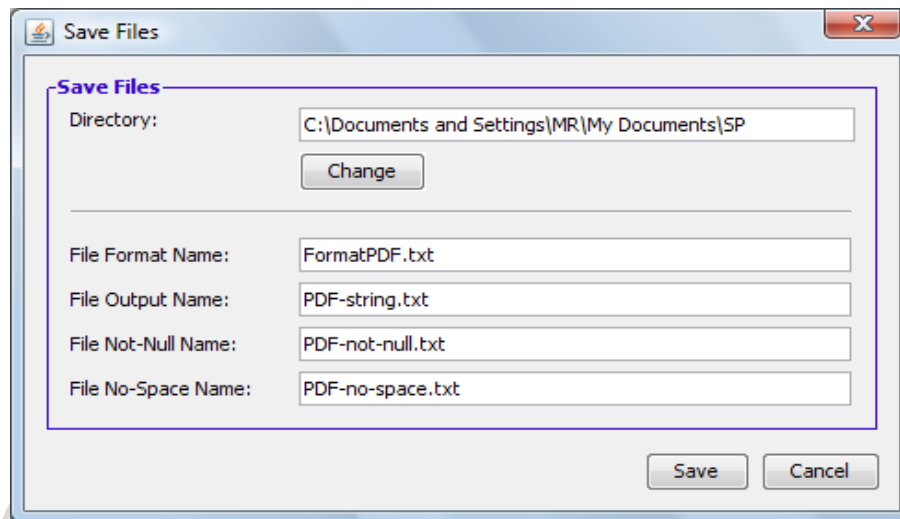 Save Files
Save Files
Directory: C:\Documents and Settings\MR\My Documents\SP
Change
File Format Name: FormatPDF.txt
File Output Name: PDF-string.txt
File Not-Null Name: PDF-not-null.txt
File No-Space Name: PDF-no-space.txt
Save Cancel